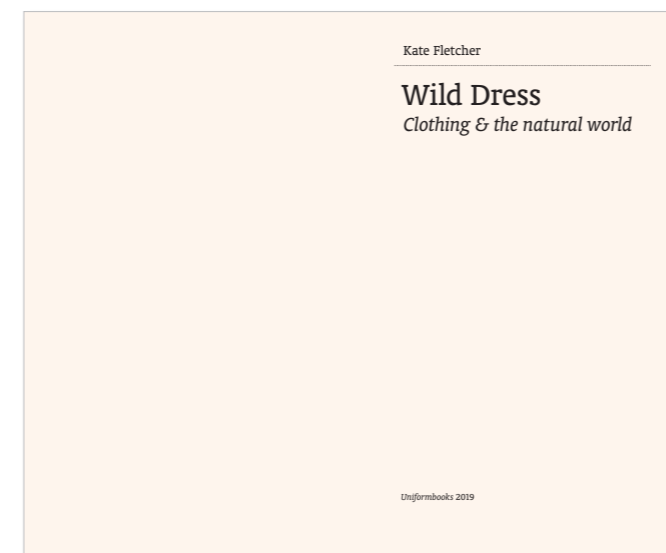 Kate Fletcher
Wild Dress
Clothing & the natural world
Uniformbooks 2019